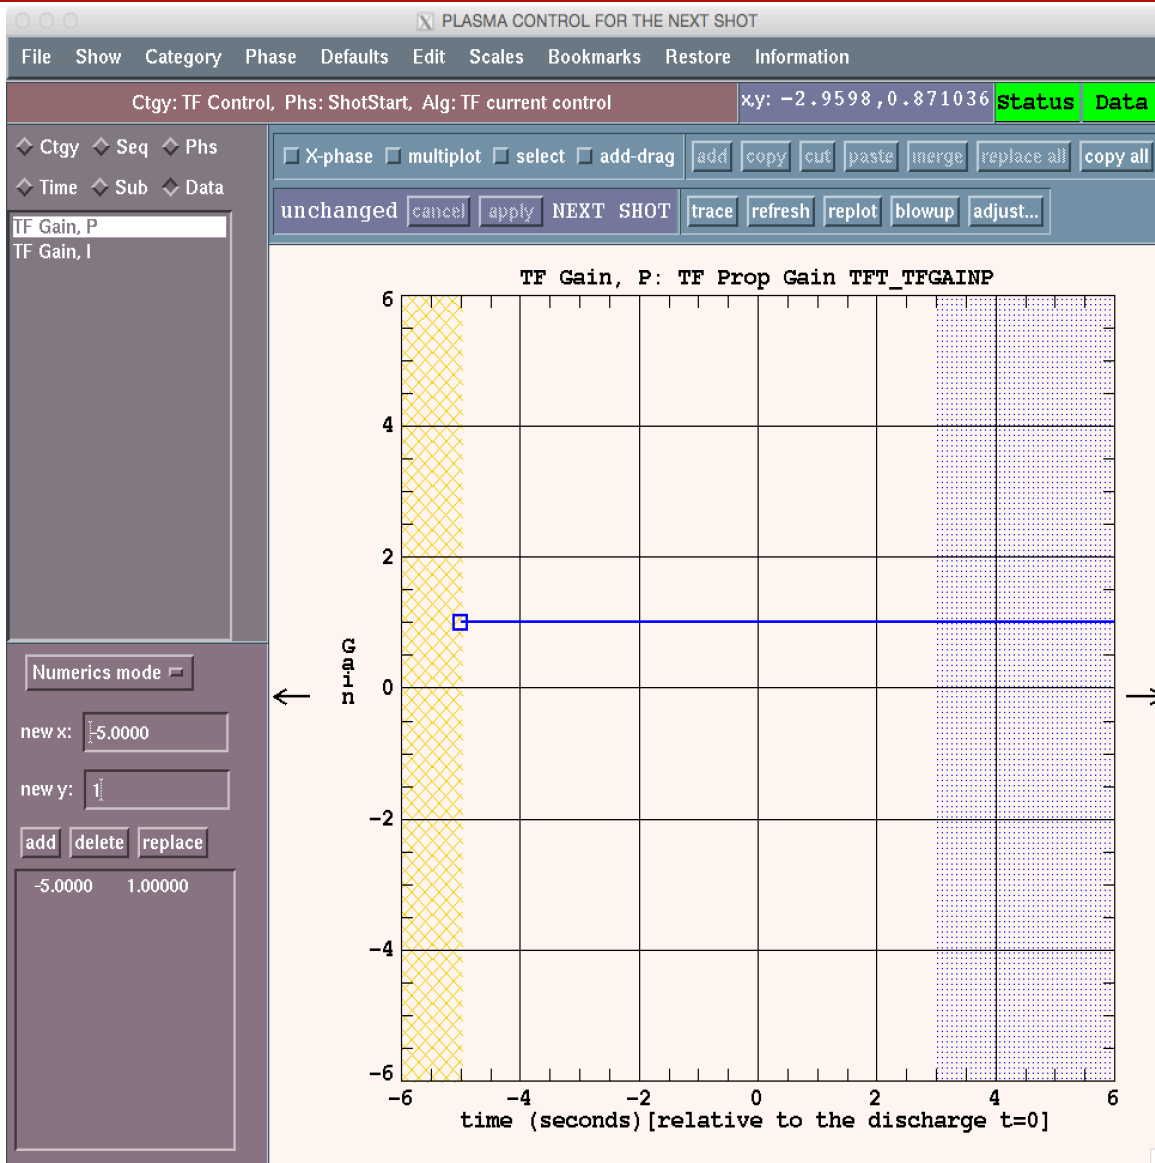 PLASMA CONTROL FOR THE NEXT SHOT
File Show Category Phase Defaults Edit Scales Bookmarks Restore Information
Ctgy: TF Control, Phs: ShotStart, Alg: TF current control
x,y: -2.9598,0.871036
Status Data
Ctgy Seq Phs
Time Sub Data
X-phase multiplot select add-drag add copy cut paste merge replace all copy all
unchanged cancel apply NEXT SHOT trace refresh replot blowup adjust...
TF Gain, P
TF Gain, I
TF Gain, P: TF Prop Gain TFT_TFGAINP
6
4
2
0
-2
-4
-6
Gain
-6 -4 -2 0 2 4 6
time (seconds)[relative to the discharge t=0]
Numerics mode
new x: -5.0000
new y: 1
add delete replace
-5.0000 1.00000